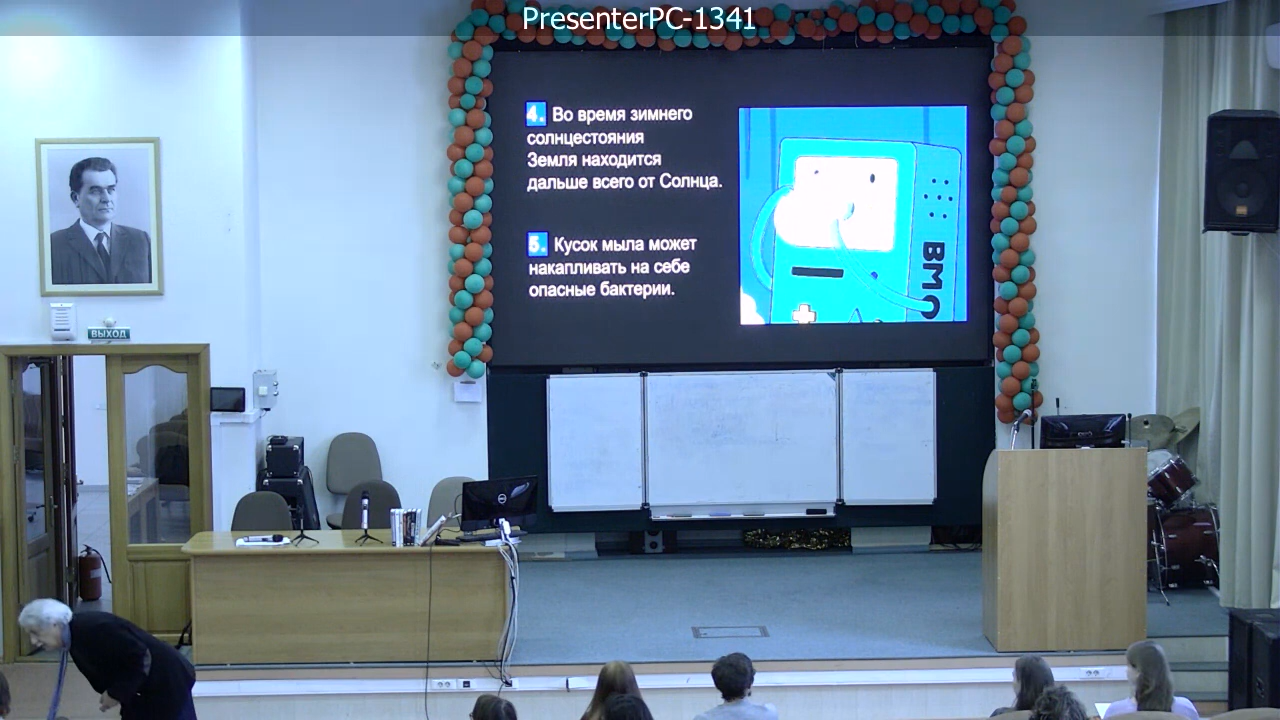 PresenterPC-1341
4. Во время зимнего
солнцестояния
Земля находится
дальше всего от Солнца.
5. Кусок мыла может
накапливать на себе
опасные бактерии.
BMO
ВЫХОД
DELL